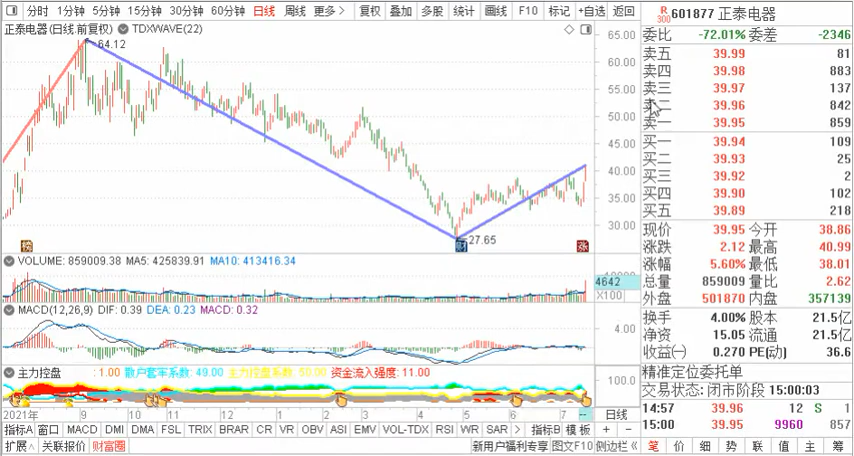 分时 1分钟 5分钟 15分钟 30分钟 60分钟 日线 周线 更多 复权 叠加 多股 统计 画线 F10 标记 +自选 返回
R 300 601877 正泰电器
正泰电器(日线.前复权) TDXWAVE(22)
64.12
65.00
60.00
55.00
50.00
45.00
40.00
35.00
30.00
27.65
财
涨
VOLUME: 859009.38 MA5: 425839.91 MA10: 413416.34
4642
X100
MACD(12,26,9) DIF: 0.39 DEA: 0.23 MACD: 0.32
4.00
主力控盘 : 1.00 散户套牢系数: 49.00 主力控盘系数: 50.00 资金流入强度: 11.00
100.0
2021年 9 10 11 12 1 2 3 4 5 6 7 日线
指标A 窗口 MACD DMI DMA FSL TRIX BRAR CR VR OBV ASI EMV VOL-TDX RSI WR SAR 指标B 模板 + −
扩展 关联报价 财富圈 新用户福利专享 图文F10 侧边栏
委比 -72.01% 委差 -2346
卖五 39.99 81
卖四 39.98 883
卖三 39.97 137
卖二 39.96 842
卖一 39.95 859
买一 39.94 109
买二 39.93 25
买三 39.92 2
买四 39.90 102
买五 39.89 218
现价 39.95 今开 38.86
涨跌 2.12 最高 40.99
涨幅 5.60% 最低 38.01
总量 859009 量比 2.62
外盘 501870 内盘 357139
换手 4.00% 股本 21.5亿
净资 15.05 流通 21.5亿
收益(一) 0.270 PE(动) 36.6
精准定位委托单
交易状态: 闭市阶段 15:00:03
14:57 39.96 12 S 1
15:00 39.95 9960 857
笔 价 细 势 联 值 主 筹